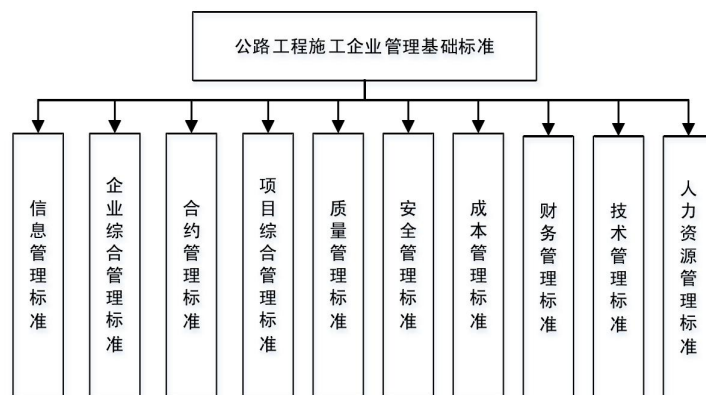 公路工程施工企业管理基础标准
信息管理标准
企业综合管理标准
合约管理标准
项目综合管理标准
质量管理标准
安全管理标准
成本管理标准
财务管理标准
技术管理标准
人力资源管理标准